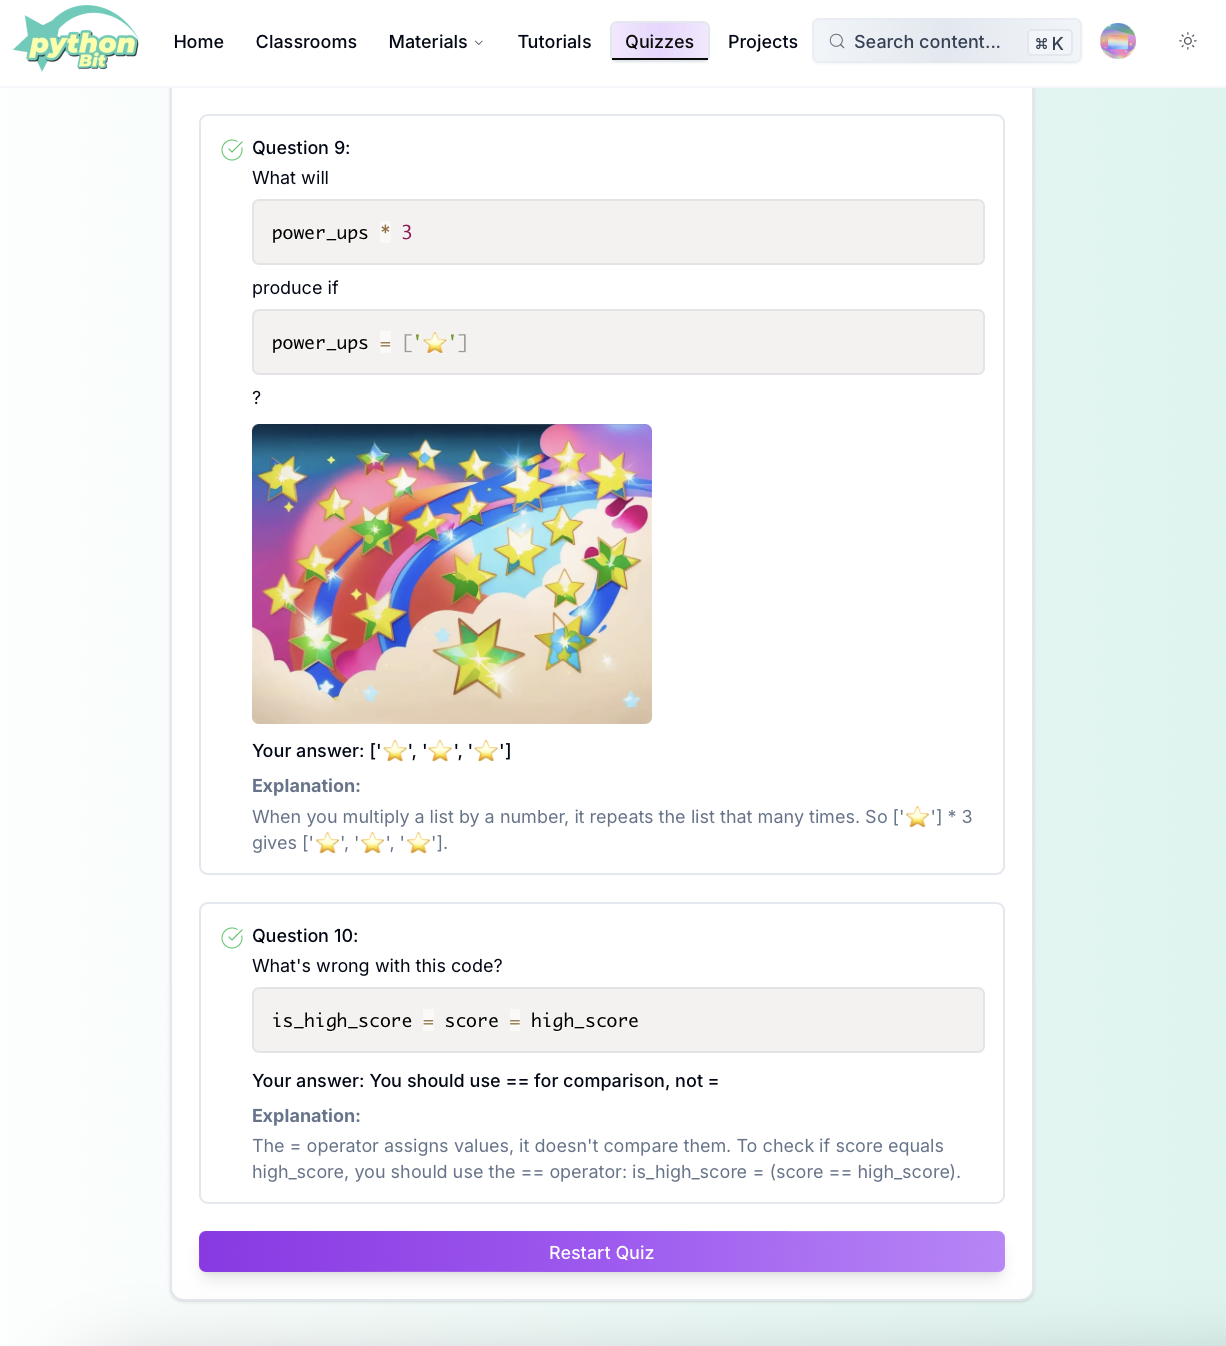 python
Bit
Home Classrooms Materials Tutorials Quizzes Projects Search content... ⌘ K
Question 9:
What will
power_ups * 3
produce if
power_ups = ['⭐']
?
Your answer: ['⭐', '⭐', '⭐']
Explanation:
When you multiply a list by a number, it repeats the list that many times. So ['⭐'] * 3
gives ['⭐', '⭐', '⭐'].
Question 10:
What's wrong with this code?
is_high_score = score = high_score
Your answer: You should use == for comparison, not =
Explanation:
The = operator assigns values, it doesn't compare them. To check if score equals
high_score, you should use the == operator: is_high_score = (score == high_score).
Restart Quiz